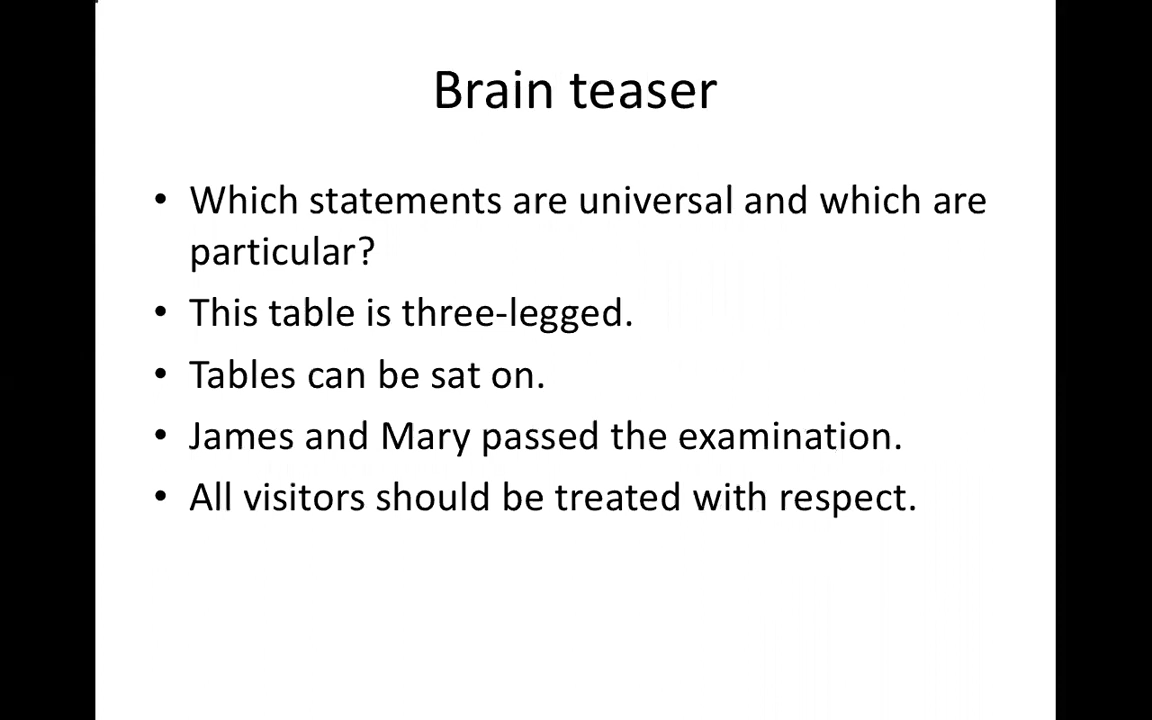 Brain teaser
• Which statements are universal and which are
particular?
• This table is three-legged.
• Tables can be sat on.
• James and Mary passed the examination.
• All visitors should be treated with respect.